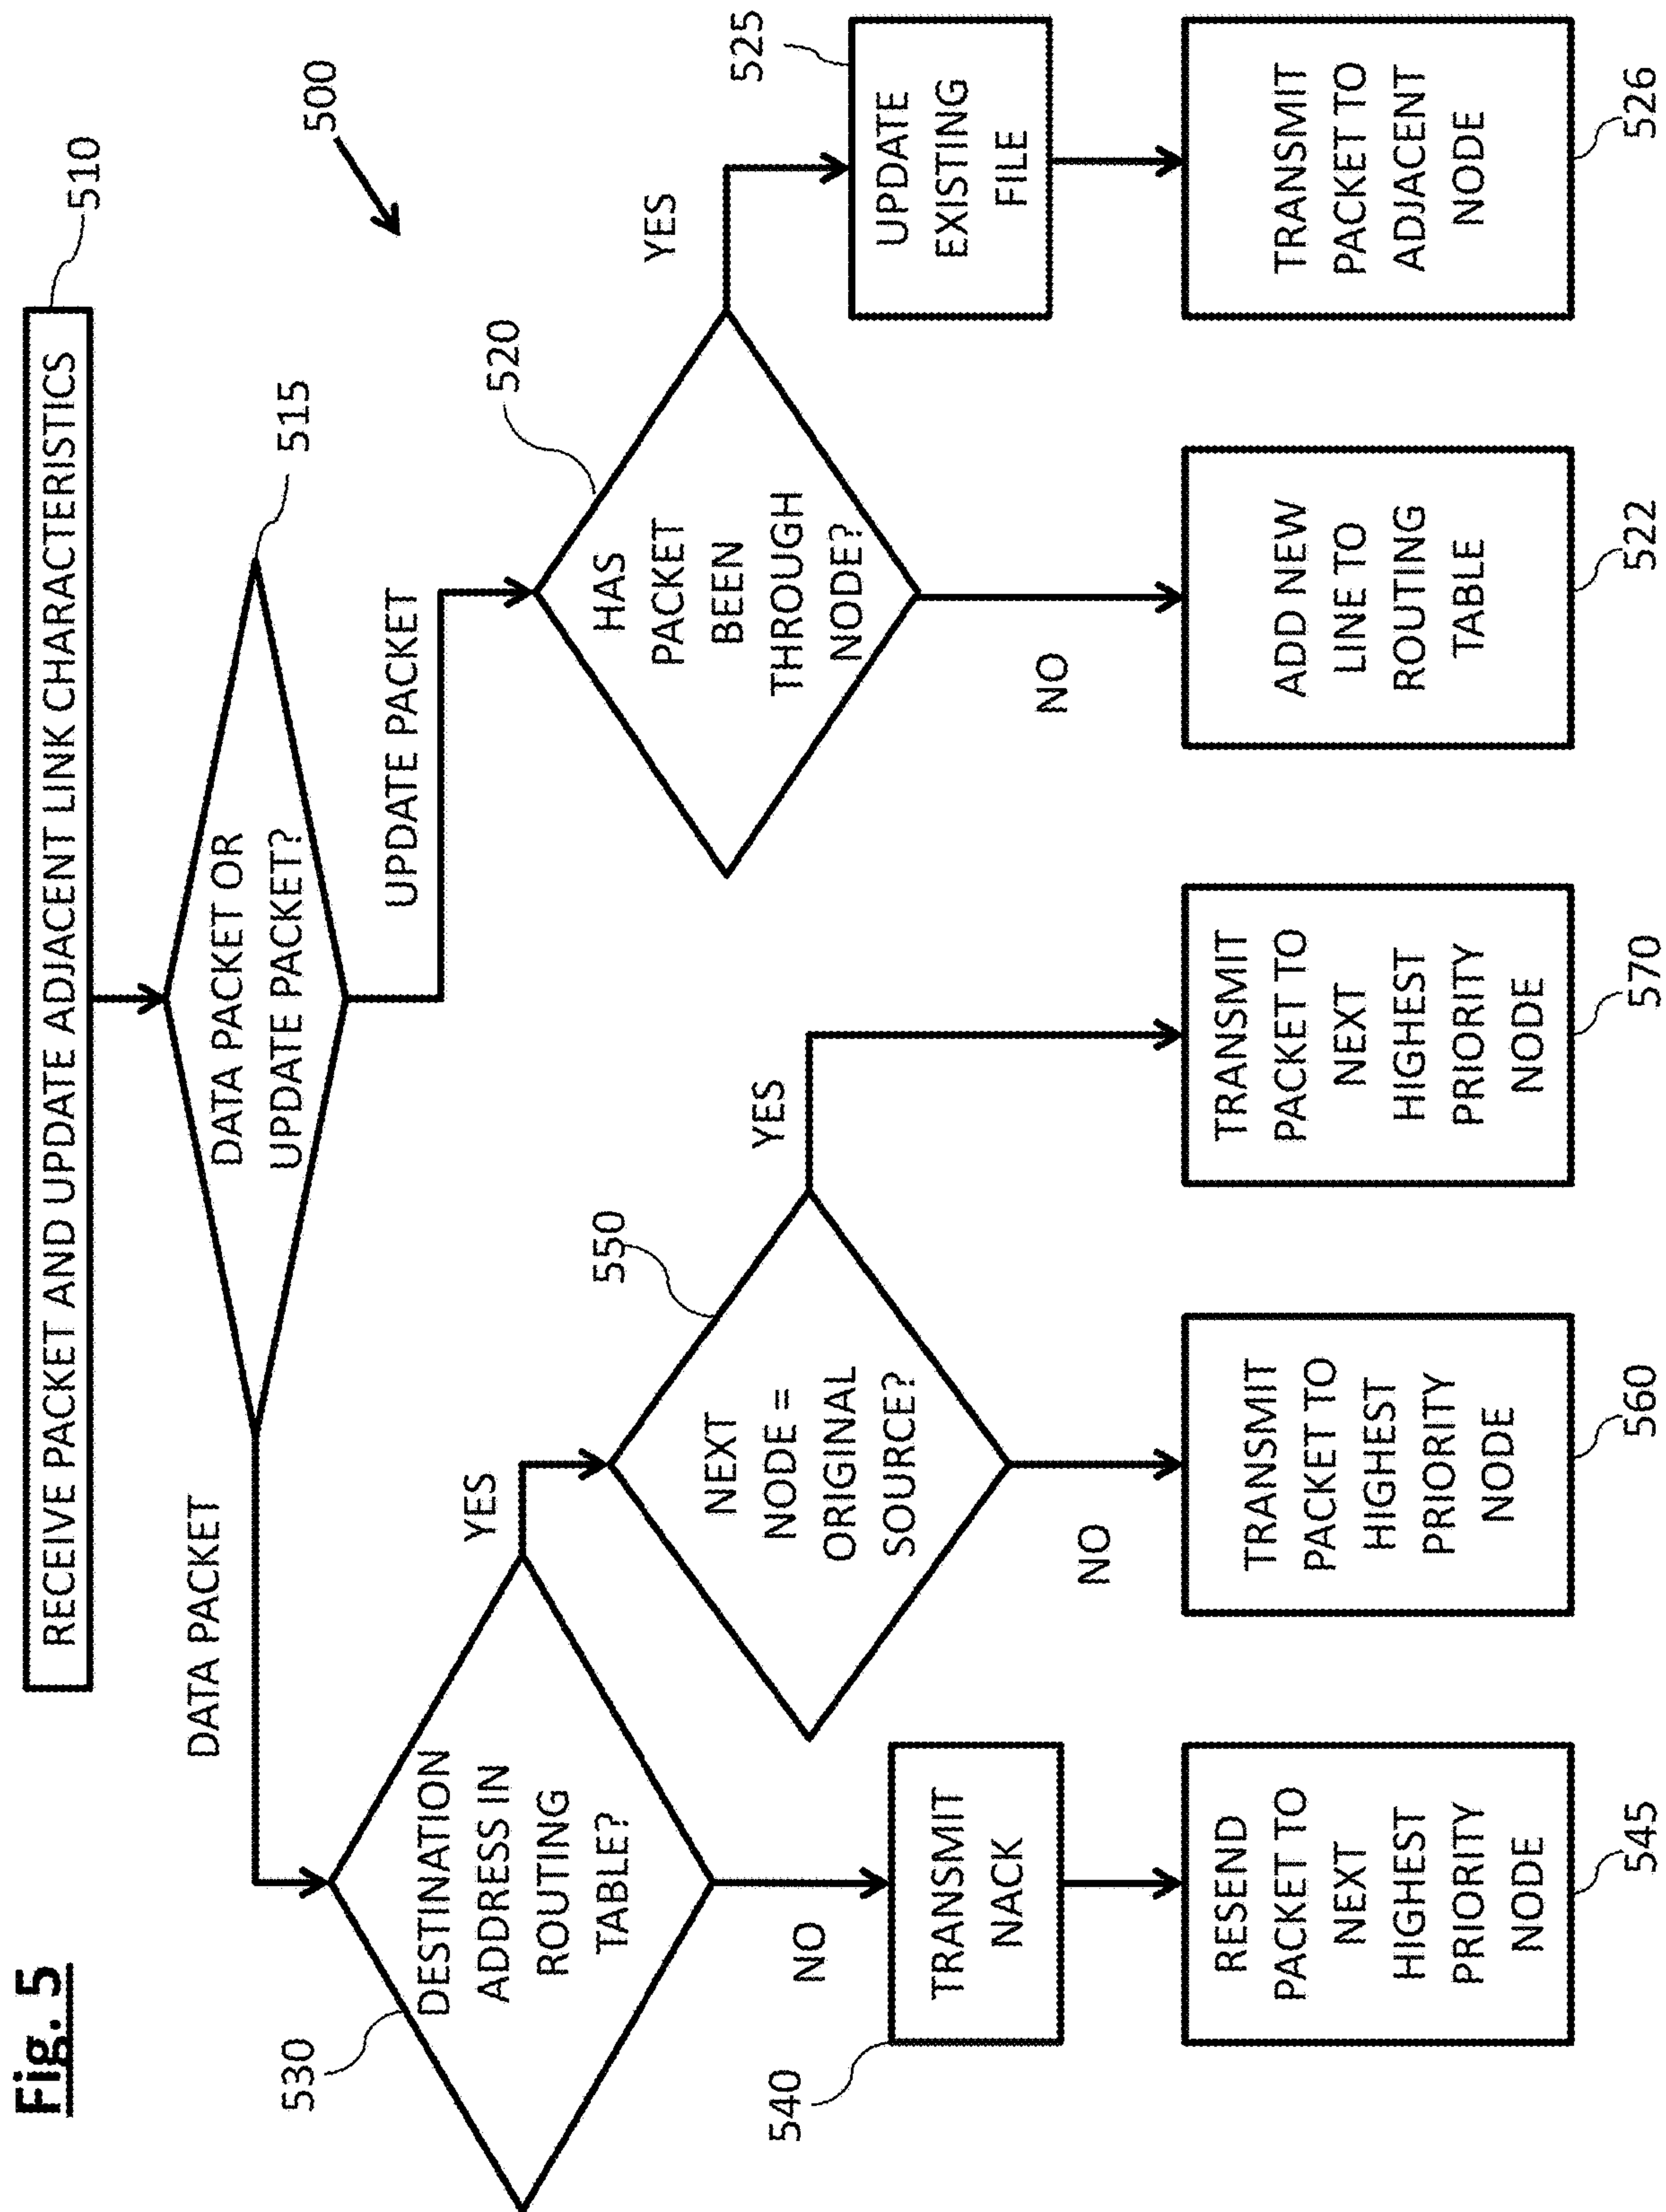 Fig. 5
RECEIVE PACKET AND UPDATE ADJACENT LINK CHARACTERISTICS
510
500
DATA PACKET OR
UPDATE PACKET?
515
DATA PACKET
UPDATE PACKET
530
DESTINATION
ADDRESS IN
ROUTING
TABLE?
YES
NO
550
NEXT
NODE =
ORIGINAL
SOURCE?
YES
NO
520
HAS
PACKET
BEEN
THROUGH
NODE?
YES
NO
525
UPDATE
EXISTING
FILE
540
TRANSMIT
NACK
RESEND
PACKET TO
NEXT
HIGHEST
PRIORITY
NODE
545
TRANSMIT
PACKET TO
HIGHEST
PRIORITY
NODE
560
TRANSMIT
PACKET TO
NEXT
HIGHEST
PRIORITY
NODE
570
ADD NEW
LINE TO
ROUTING
TABLE
522
TRANSMIT
PACKET TO
ADJACENT
NODE
526